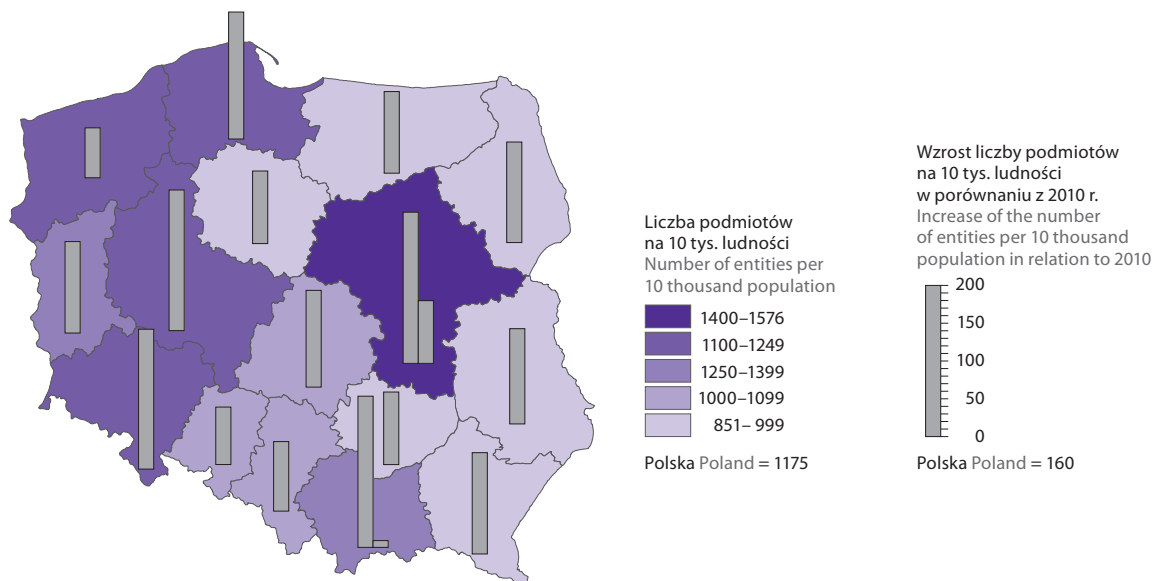 Liczba podmiotów
na 10 tys. ludności
Number of entities per
10 thousand population
1400–1576
1100–1249
1250–1399
1000–1099
851– 999
Polska Poland = 1175
Wzrost liczby podmiotów
na 10 tys. ludności
w porównaniu z 2010 r.
Increase of the number
of entities per 10 thousand
population in relation to 2010
200
150
100
50
0
Polska Poland = 160